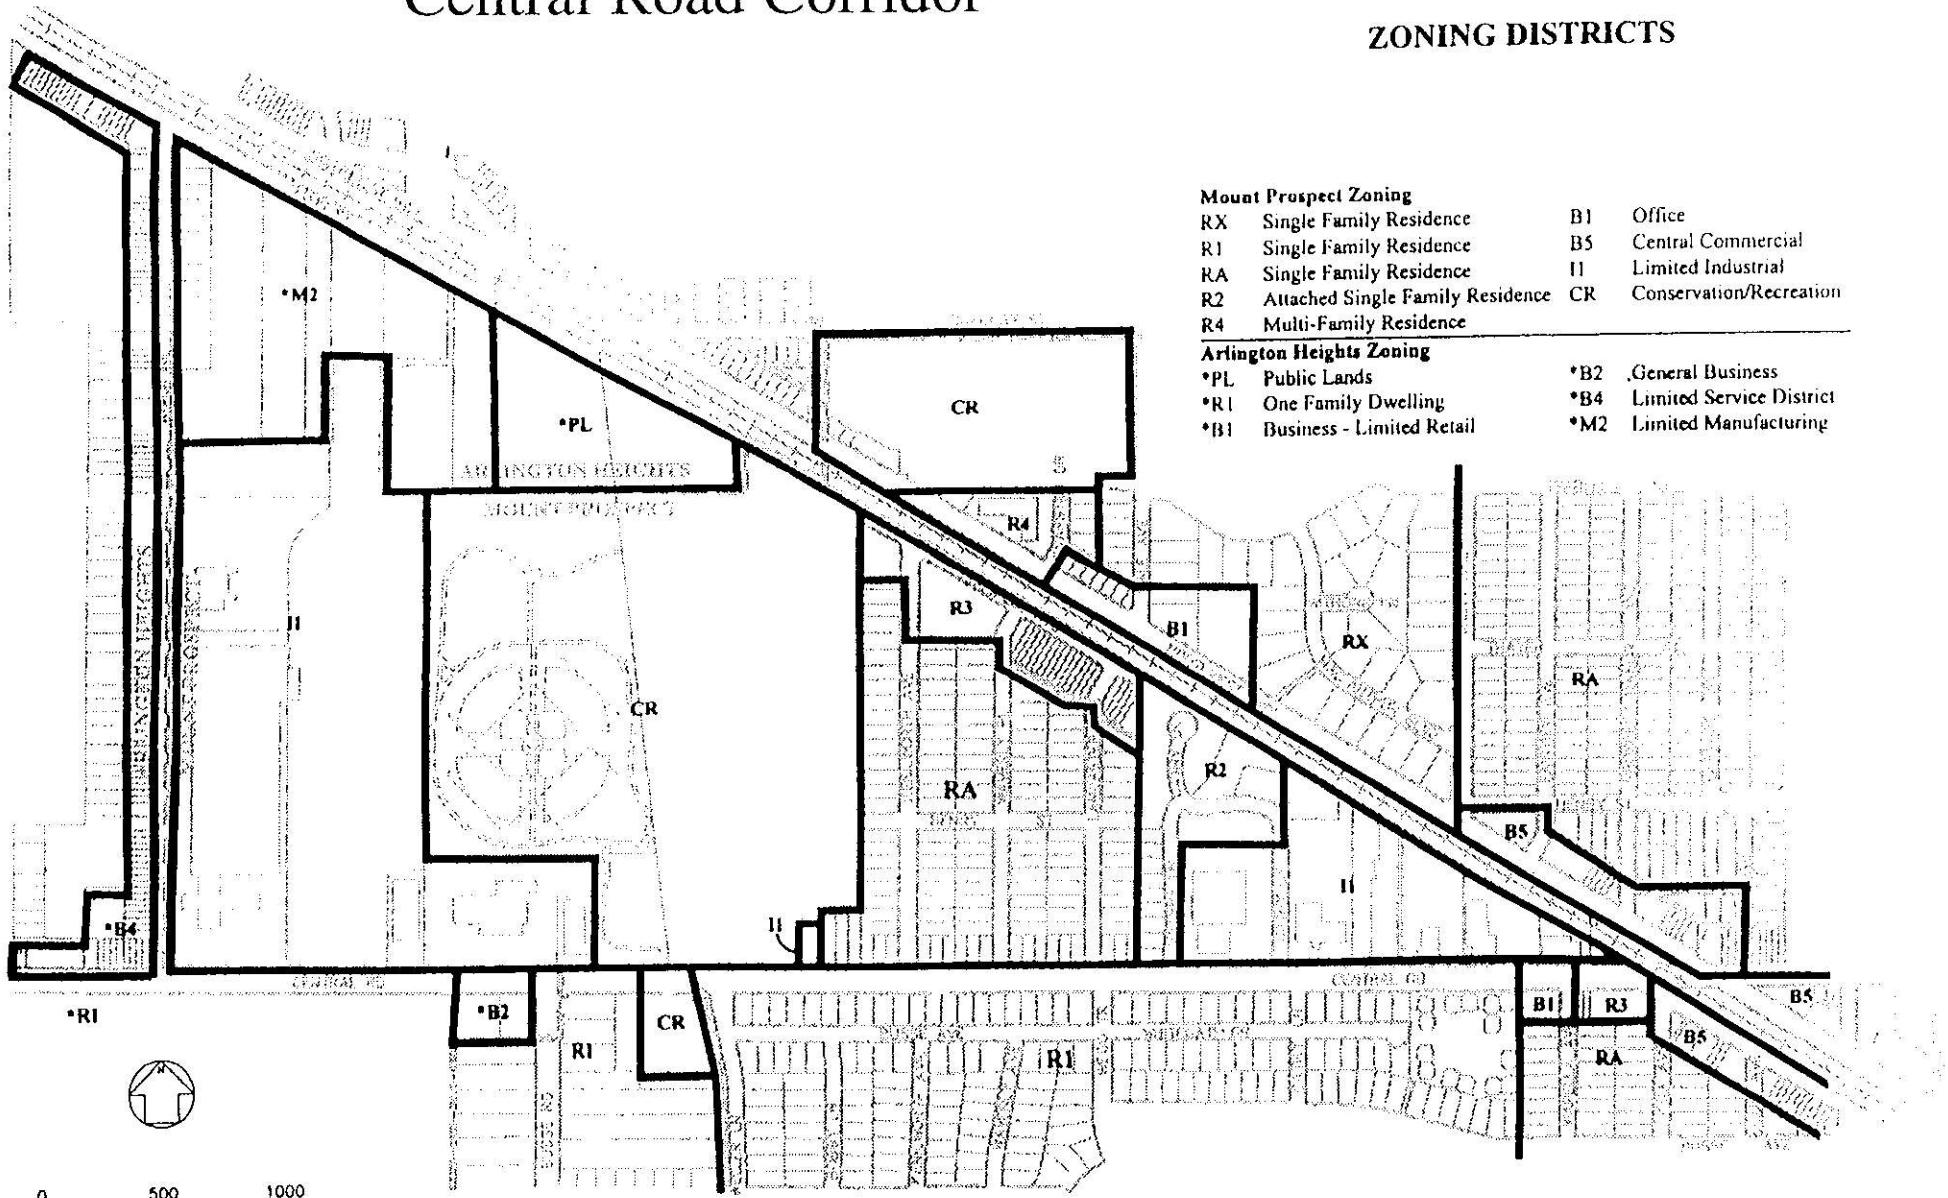 Central Road Corridor
ZONING DISTRICTS
Mount Prospect Zoning
RX Single Family Residence B1 Office
R1 Single Family Residence B5 Central Commercial
RA Single Family Residence I1 Limited Industrial
R2 Attached Single Family Residence CR Conservation/Recreation
R4 Multi-Family Residence
Arlington Heights Zoning
*PL Public Lands *B2 General Business
*R1 One Family Dwelling *B4 Limited Service District
*B1 Business - Limited Retail *M2 Limited Manufacturing
*M2
*PL
CR
ARLINGTON HEIGHTS
MOUNT PROSPECT
R4
ARLINGTON HEIGHTS
I1
R3
B1
RX
RA
CR
R2
RA
B5
I1
I1
*B4
CENTRAL RD
CENTRAL RD
*R1
*B2
R1
CR
R1
B1
R3
B5
B5
RA
N
0 500 1000